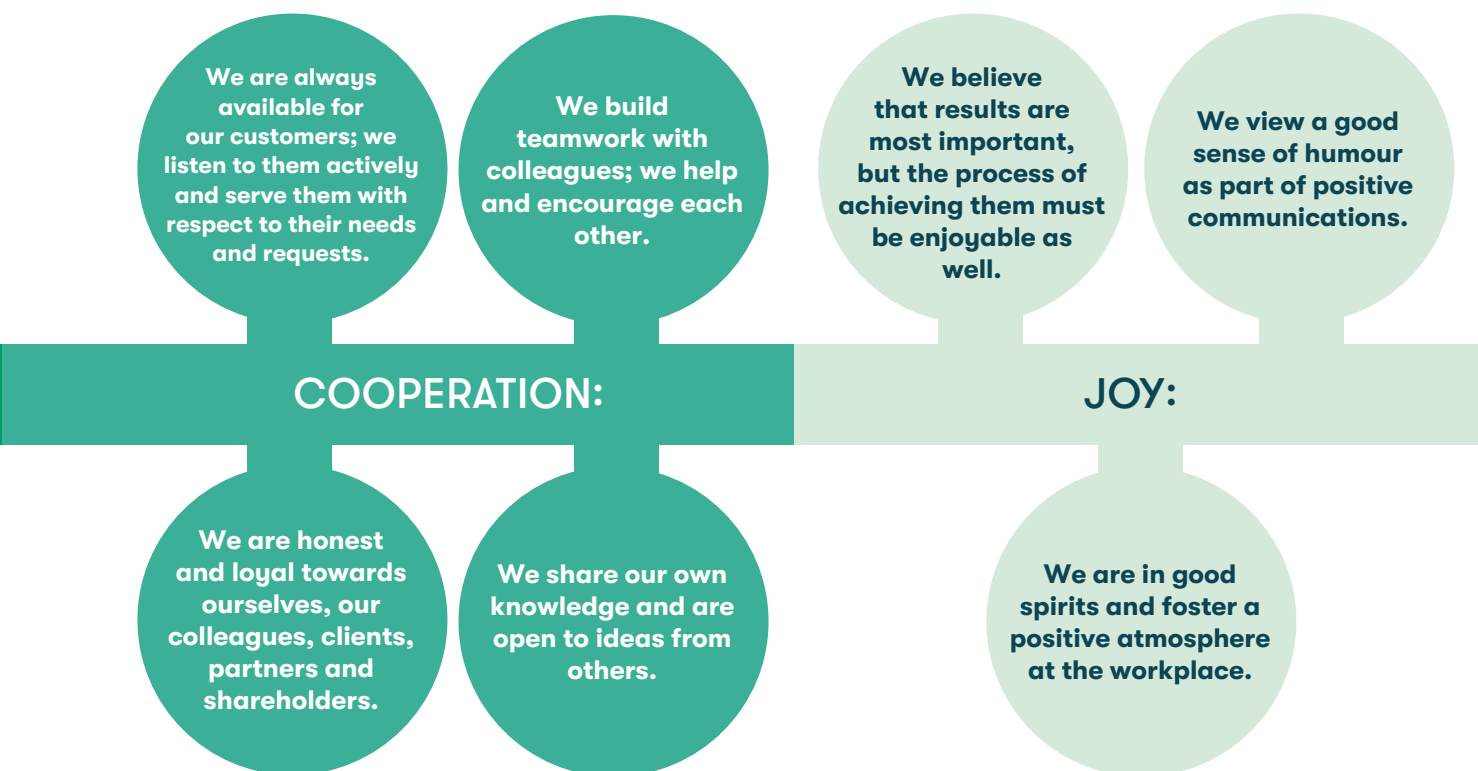 We are always
available for
our customers; we
listen to them actively
and serve them with
respect to their needs
and requests.
We build
teamwork with
colleagues; we help
and encourage each
other.
We believe
that results are
most important,
but the process of
achieving them must
be enjoyable as
well.
We view a good
sense of humour
as part of positive
communications.
COOPERATION:
JOY:
We are honest
and loyal towards
ourselves, our
colleagues, clients,
partners and
shareholders.
We share our own
knowledge and are
open to ideas from
others.
We are in good
spirits and foster a
positive atmosphere
at the workplace.